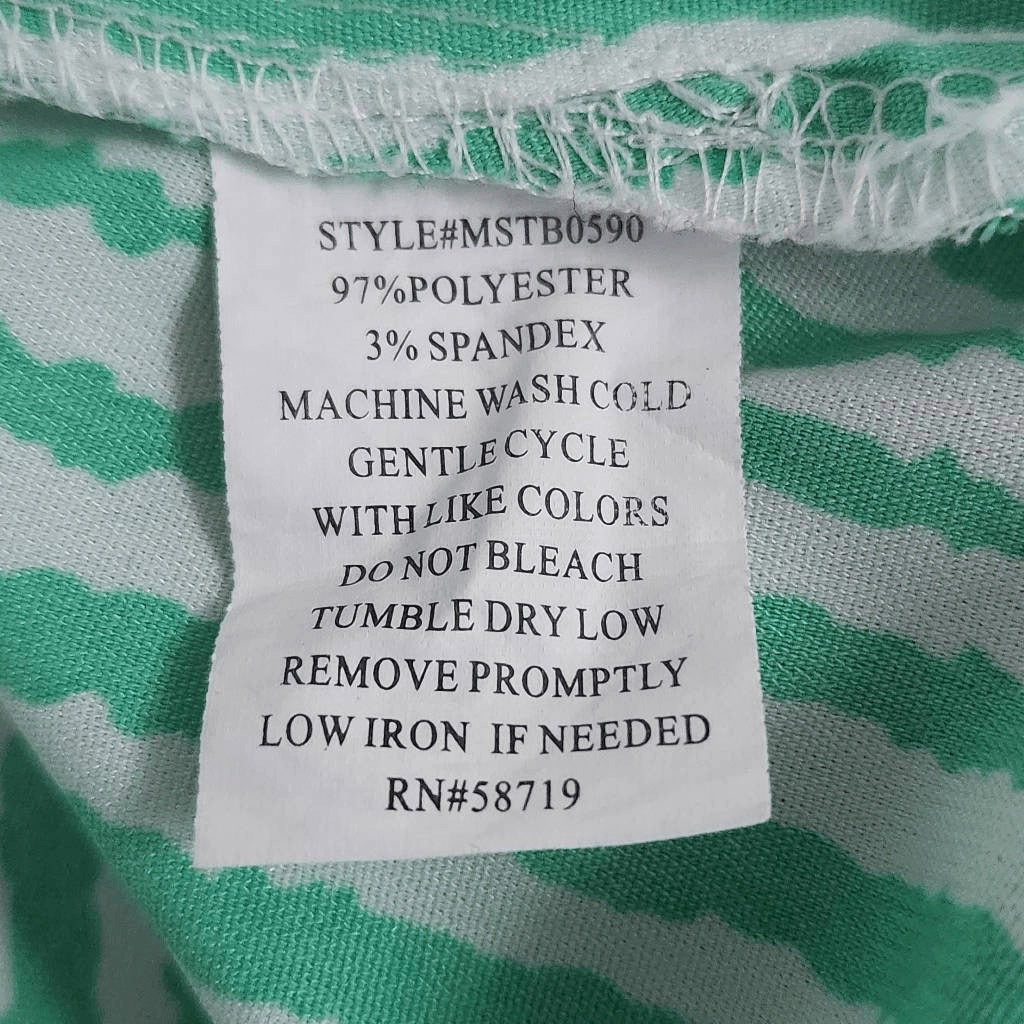 STYLE#MSTB0590
97%POLYESTER
3% SPANDEX
MACHINE WASH COLD
GENTLE CYCLE
WITH LIKE COLORS
DO NOT BLEACH
TUMBLE DRY LOW
REMOVE PROMPTLY
LOW IRON IF NEEDED
RN#58719